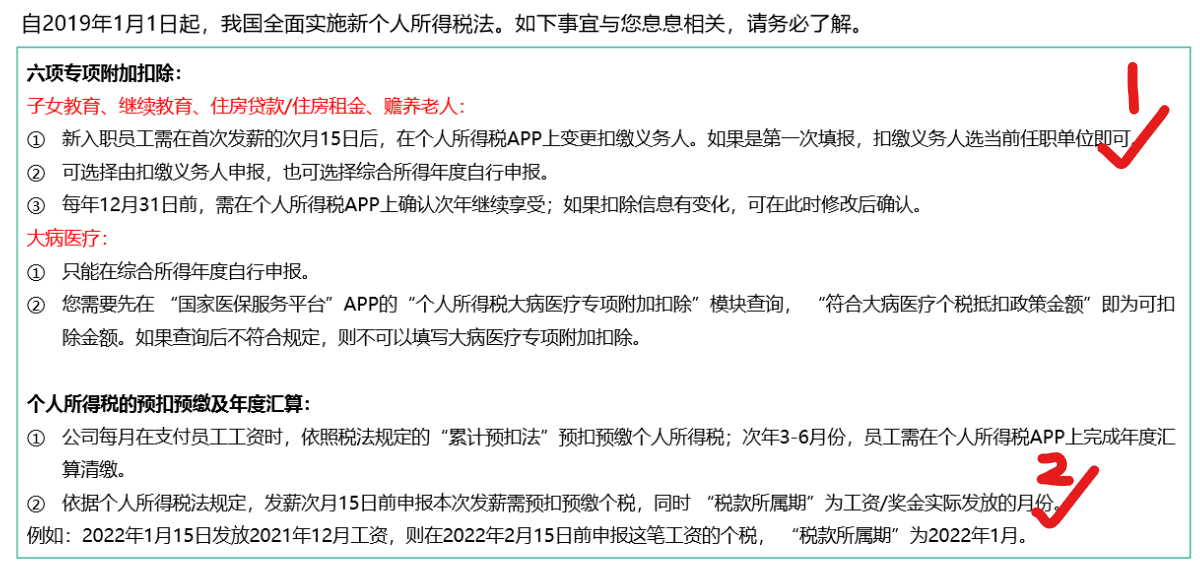 自2019年1月1日起，我国全面实施新个人所得税法。如下事宜与您息息相关，请务必了解。
1
六项专项附加扣除：
子女教育、继续教育、住房贷款/住房租金、赡养老人：
① 新入职员工需在首次发薪的次月15日后，在个人所得税APP上变更扣缴义务人。如果是第一次填报，扣缴义务人选当前任职单位即可。
② 可选择由扣缴义务人申报，也可选择综合所得年度自行申报。
③ 每年12月31日前，需在个人所得税APP上确认次年继续享受；如果扣除信息有变化，可在此时修改后确认。
大病医疗：
① 只能在综合所得年度自行申报。
② 您需要先在 “国家医保服务平台” APP的 “个人所得税大病医疗专项附加扣除” 模块查询， “符合大病医疗个税抵扣政策金额” 即为可扣
除金额。如果查询后不符合规定，则不可以填写大病医疗专项附加扣除。
个人所得税的预扣预缴及年度汇算：
① 公司每月在支付员工工资时，依照税法规定的 “累计预扣法” 预扣预缴个人所得税；次年3-6月份，员工需在个人所得税APP上完成年度汇
算清缴。
2
② 依据个人所得税法规定，发薪次月15日前申报本次发薪需预扣预缴个税，同时 “税款所属期” 为工资/奖金实际发放的月份。
例如：2022年1月15日发放2021年12月工资，则在2022年2月15日前申报这笔工资的个税， “税款所属期” 为2022年1月。